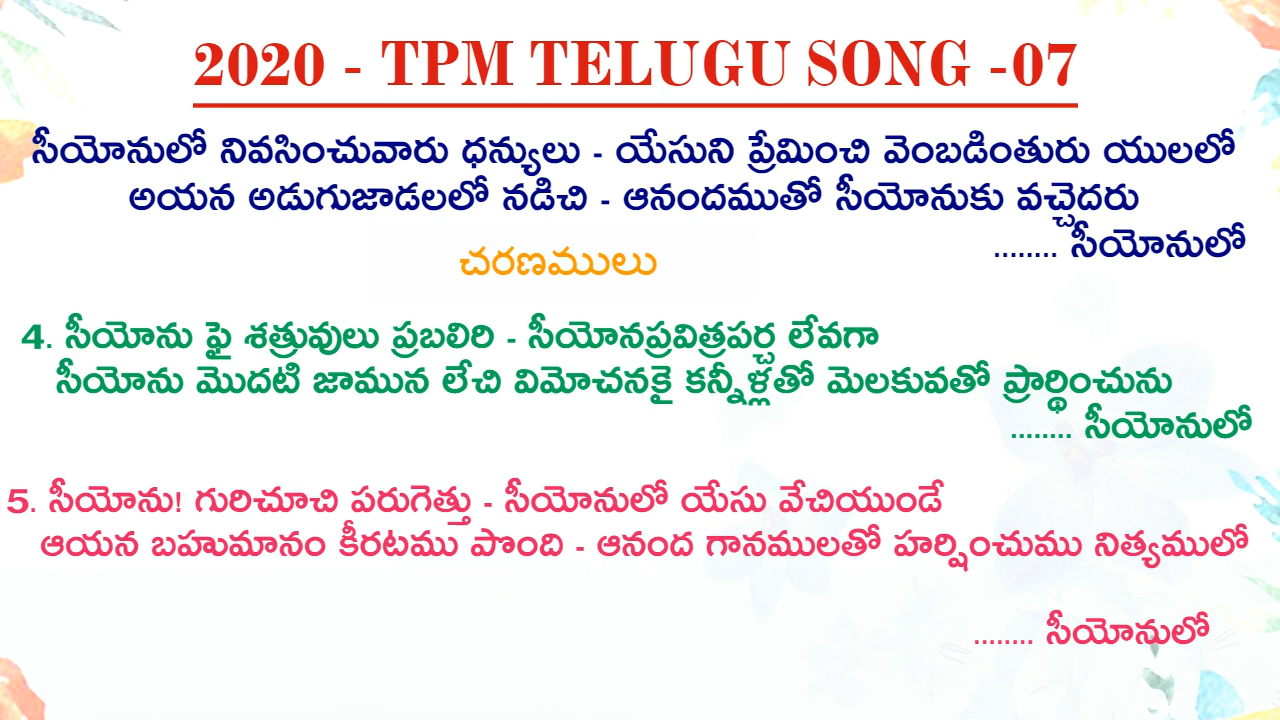 2020 - TPM TELUGU SONG -07
సీయోనులో నివసించువారు ధన్యులు - యేసుని ప్రేమించి వెంబడింతురు యులలో
అయన అడుగుజాడలలో నడిచి - ఆనందముతో సీయోనుకు వచ్చెదరు
........ సీయోనులో
చరణములు
4. సీయోను ఫై శత్రువులు ప్రబలిరి - సీయోనప్రవిత్రపర్చ లేవగా
సీయోను మొదటి జామున లేచి విమోచనకై కన్నీళ్లతో మెలకువతో ప్రార్థించును
........ సీయోనులో
5. సీయోను! గురిచూచి పరుగెత్తు - సీయోనులో యేసు వేచియుండే
ఆయన బహుమానం కీరటము పొంది - ఆనంద గానములతో హర్షించుము నిత్యములో
........ సీయోనులో